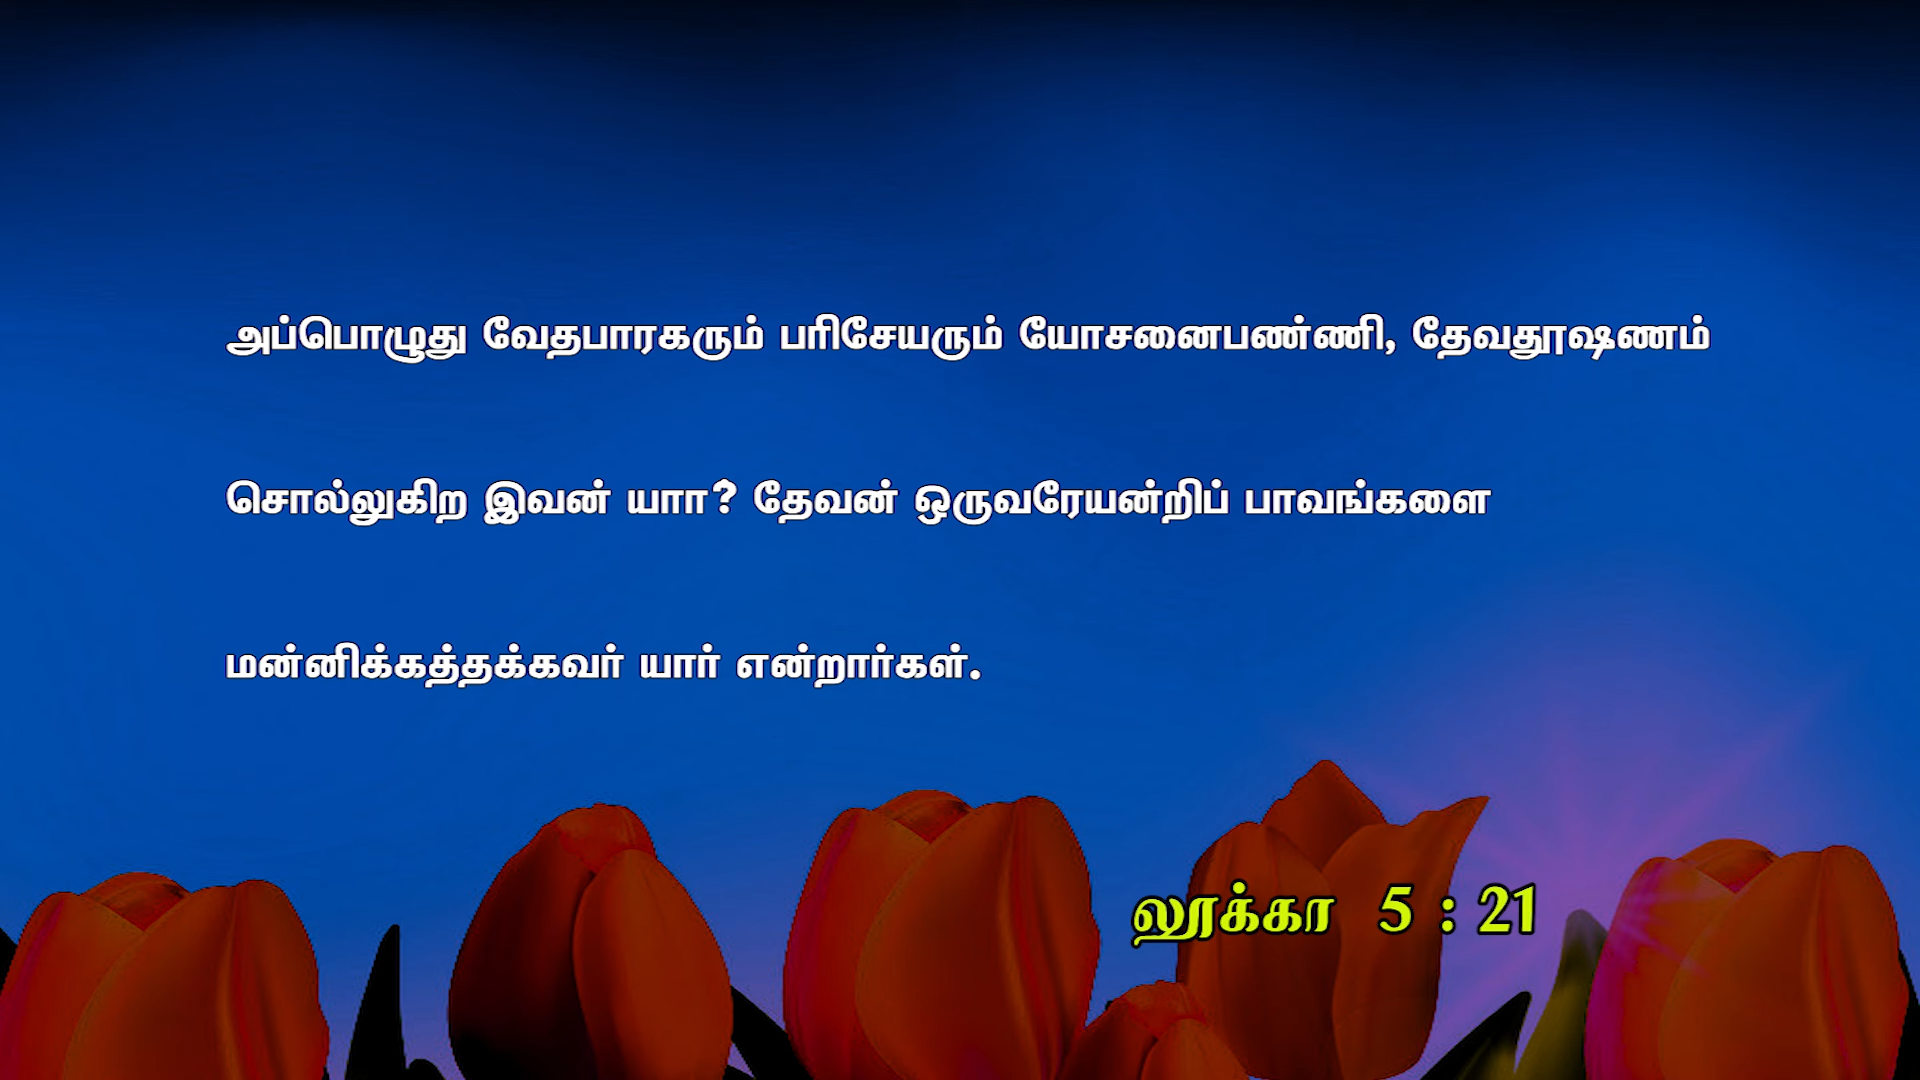 அப்பொழுது வேதபாரகரும் பரிசேயரும் யோசனைபண்ணி, தேவதூஷணம்
சொல்லுகிற இவன் யாா? தேவன் ஒருவரேயன்றிப் பாவங்களை
மன்னிக்கத்தக்கவர் யார் என்றார்கள்.
லூக்கா 5 : 21